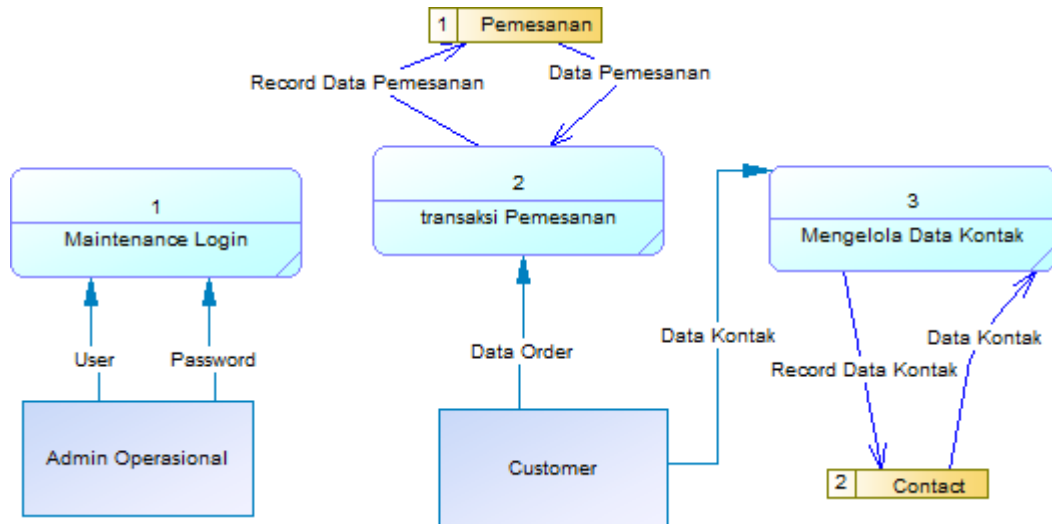 1 Pemesanan
Record Data Pemesanan
Data Pemesanan
1
Maintenance Login
2
transaksi Pemesanan
3
Mengelola Data Kontak
User
Password
Data Order
Data Kontak
Data Kontak
Record Data Kontak
Admin Operasional
Customer
2 Contact